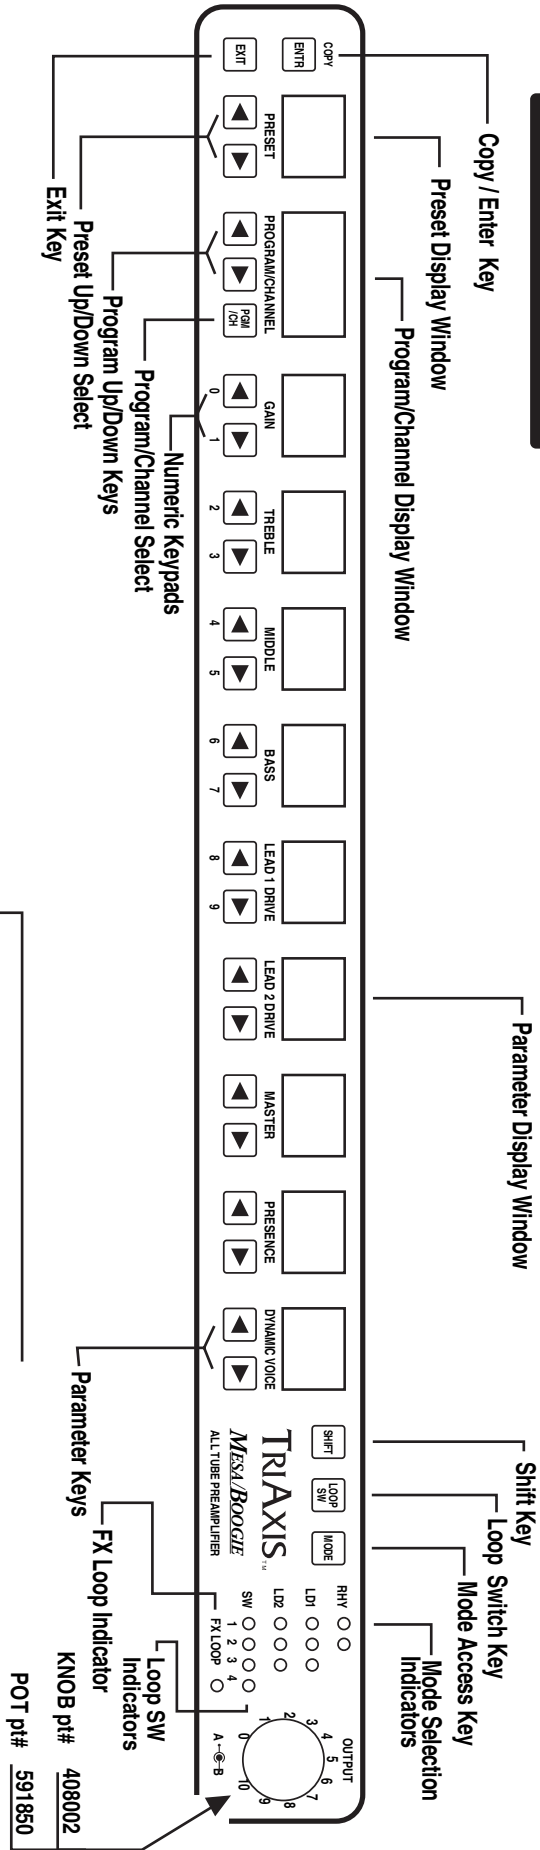 Copy / Enter Key
Preset Display Window
Program/Channel Display Window
Parameter Display Window
Shift Key
Loop Switch Key
Mode Access Key
Mode Selection
Indicators
COPY
ENTR
EXIT
PRESET
PROGRAM/CHANNEL
PGM
/CH
GAIN
0 1
TREBLE
2 3
MIDDLE
4 5
BASS
6 7
LEAD 1 DRIVE
8 9
LEAD 2 DRIVE
MASTER
PRESENCE
DYNAMIC VOICE
SHIFT
LOOP
SW
MODE
TRIAXIS™
MESA/BOOGIE
ALL TUBE PREAMPLIFIER
RHY
LD1
LD2
SW
1 2 3 4
FX LOOP
OUTPUT
0 1 2 3 4 5 6 7 8 9 10
A B
Exit Key
Preset Up/Down Select
Program Up/Down Keys
Program/Channel Select
Numeric Keypads
Parameter Keys
FX Loop Indicator
Loop SW
Indicators
KNOB pt# 408002
POT pt# 591850